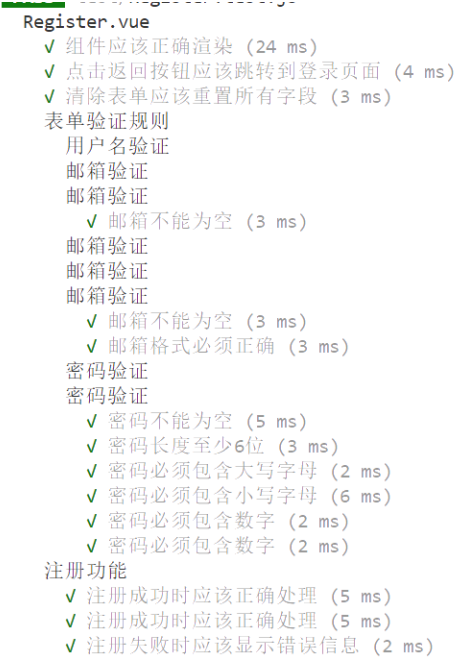 Register.vue
√ 组件应该正确渲染 (24 ms)
√ 点击返回按钮应该跳转到登录页面 (4 ms)
√ 清除表单应该重置所有字段 (3 ms)
表单验证规则
用户名验证
邮箱验证
邮箱验证
√ 邮箱不能为空 (3 ms)
邮箱验证
邮箱验证
邮箱验证
√ 邮箱不能为空 (3 ms)
√ 邮箱格式必须正确 (3 ms)
密码验证
密码验证
√ 密码不能为空 (5 ms)
√ 密码长度至少6位 (3 ms)
√ 密码必须包含大写字母 (2 ms)
√ 密码必须包含小写字母 (6 ms)
√ 密码必须包含数字 (2 ms)
√ 密码必须包含数字 (2 ms)
注册功能
√ 注册成功时应该正确处理 (5 ms)
√ 注册成功时应该正确处理 (5 ms)
√ 注册失败时应该显示错误信息 (2 ms)